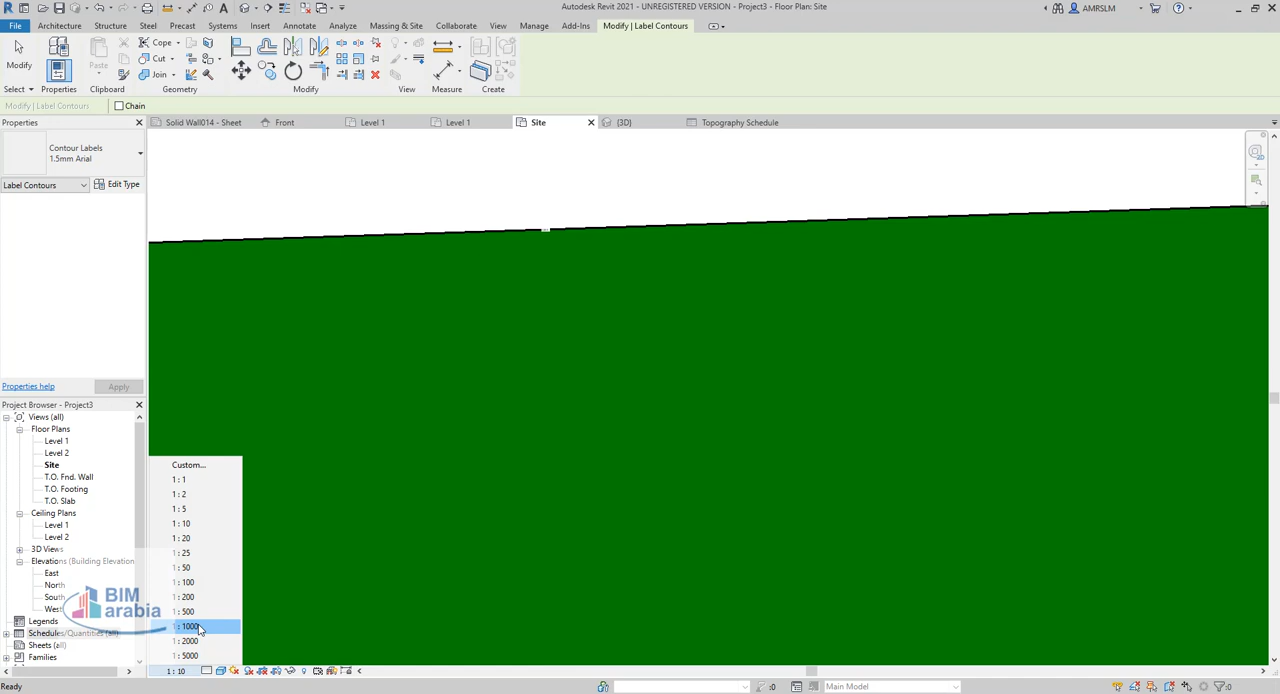 Autodesk Revit 2021 - UNREGISTERED VERSION - Project3 - Floor Plan: Site
AMRSLM
File Architecture Structure Steel Precast Systems Insert Annotate Analyze Massing & Site Collaborate View Manage Add-Ins Modify | Label Contours
Modify
Paste
Cope
Cut
Join
Select Properties Clipboard Geometry Modify View Measure Create
Modify | Label Contours Chain
Properties
Solid Wall014 - Sheet Front Level 1 Level 1 Site {3D} Topography Schedule
Contour Labels
1.5mm Arial
Label Contours Edit Type
Properties help Apply
Project Browser - Project3
Views (all)
Floor Plans
Level 1
Level 2
Site
T.O. Fnd. Wall
T.O. Footing
T.O. Slab
Ceiling Plans
Level 1
Level 2
3D Views
Elevations (Building Elevation
East
North
South
West
Legends
Schedules/Quantities (all)
Sheets (all)
Families
BIM
arabia
Custom...
1 : 1
1 : 2
1 : 5
1 : 10
1 : 20
1 : 25
1 : 50
1 : 100
1 : 200
1 : 500
1 : 1000
1 : 2000
1 : 5000
1 : 10
Ready :0 Main Model :0